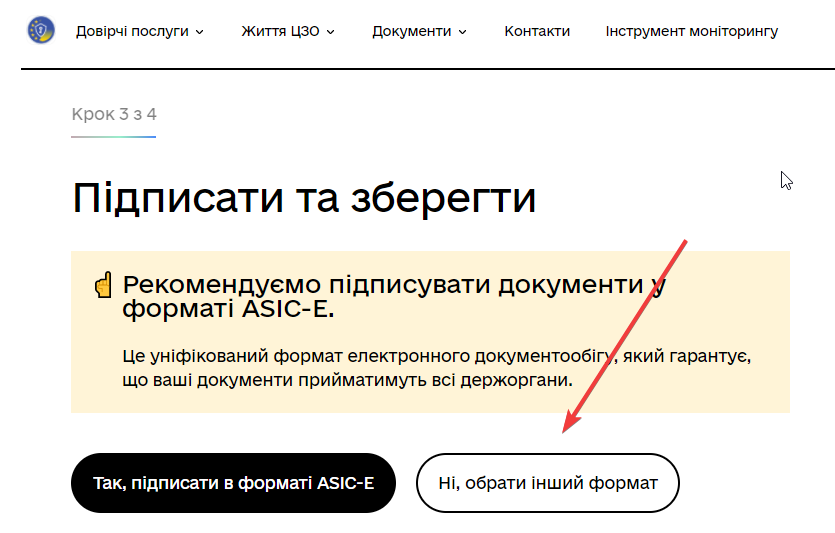 Довірчі послуги Життя ЦЗО Документи Контакти Інструмент моніторингу
Крок 3 з 4
Підписати та зберегти
Рекомендуємо підписувати документи у
форматі ASIC-E.
Це уніфікований формат електронного документообігу, який гарантує,
що ваші документи прийматимуть всі держоргани.
Так, підписати в форматі ASIC-E Ні, обрати інший формат